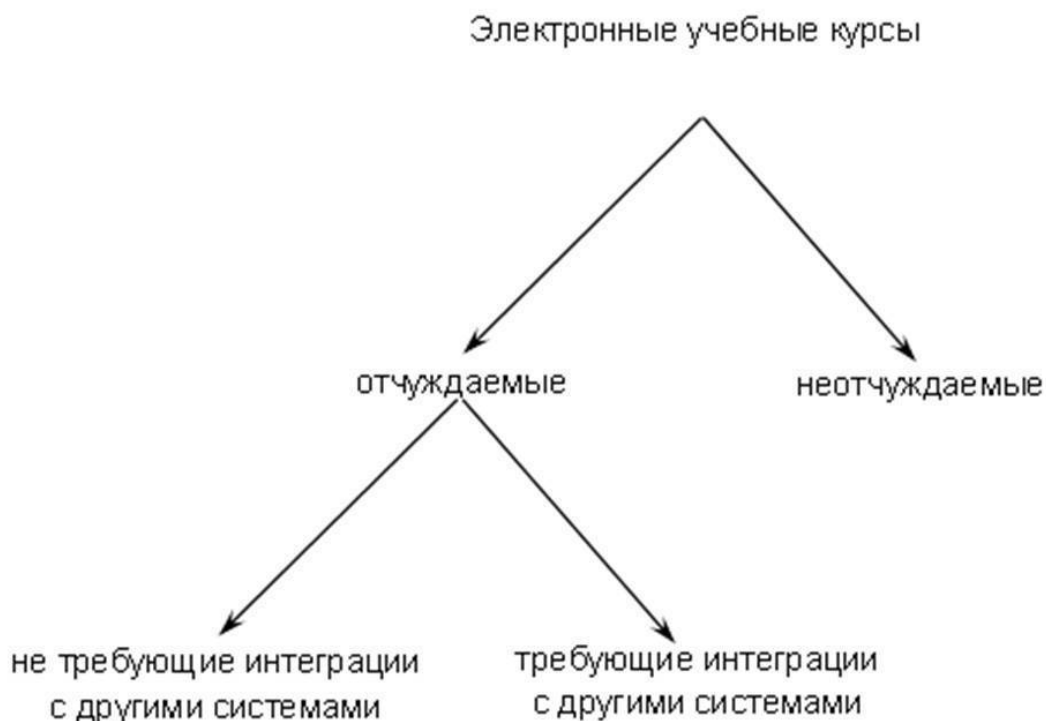 Электронные учебные курсы
отчуждаемые
неотчуждаемые
не требующие интеграции
с другими системами
требующие интеграции
с другими системами